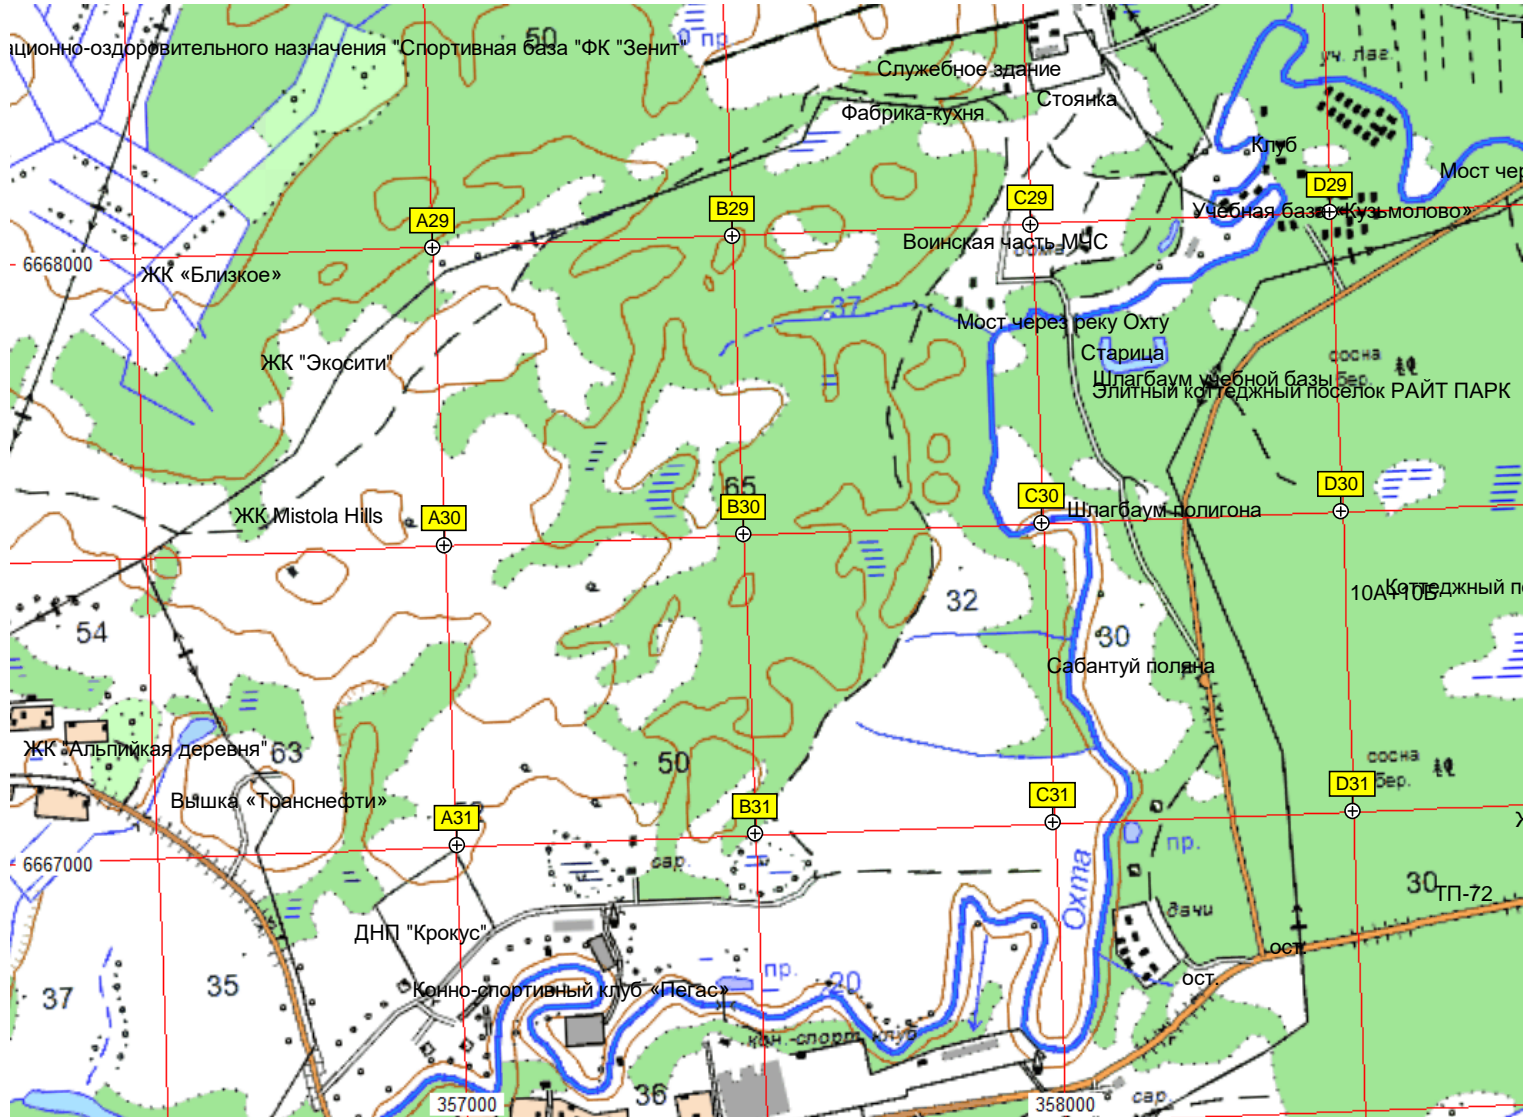 ационно-оздоровительного назначения "Спортивная база "ФК "Зенит"
50
пр.
уч. лаг.
Служебное здание
Стоянка
Фабрика-кухня
Клуб
Мост чер
D29
C29
B29
A29
Учебная база «Кузьмолово»
Воинская часть МЧС
6668000
ЖК «Близкое»
37
Мост через реку Охту
Старица
сосна
бер.
ЖК "Экосити"
Шлагбаум учебной базы
Элитный коттеджный поселок РАЙТ ПАРК
65
D30
C30
B30
A30
ЖК Mistola Hills
Шлагбаум полигона
10А+10Б
Коттеджный п
32
54
30
Сабантуй поляна
ЖК "Альпийкая деревня"
63
50
сосна
бер.
D31
C31
B31
A31
Вышка «Транснефти»
6667000
сар.
пр.
Охта
30
ТП-72
дачи
ДНП "Крокус"
ост.
ост.
пр.
20
37
35
Конно-спортивный клуб «Пегас»
кон.-спорт. клуб
36
357000
358000
сар.